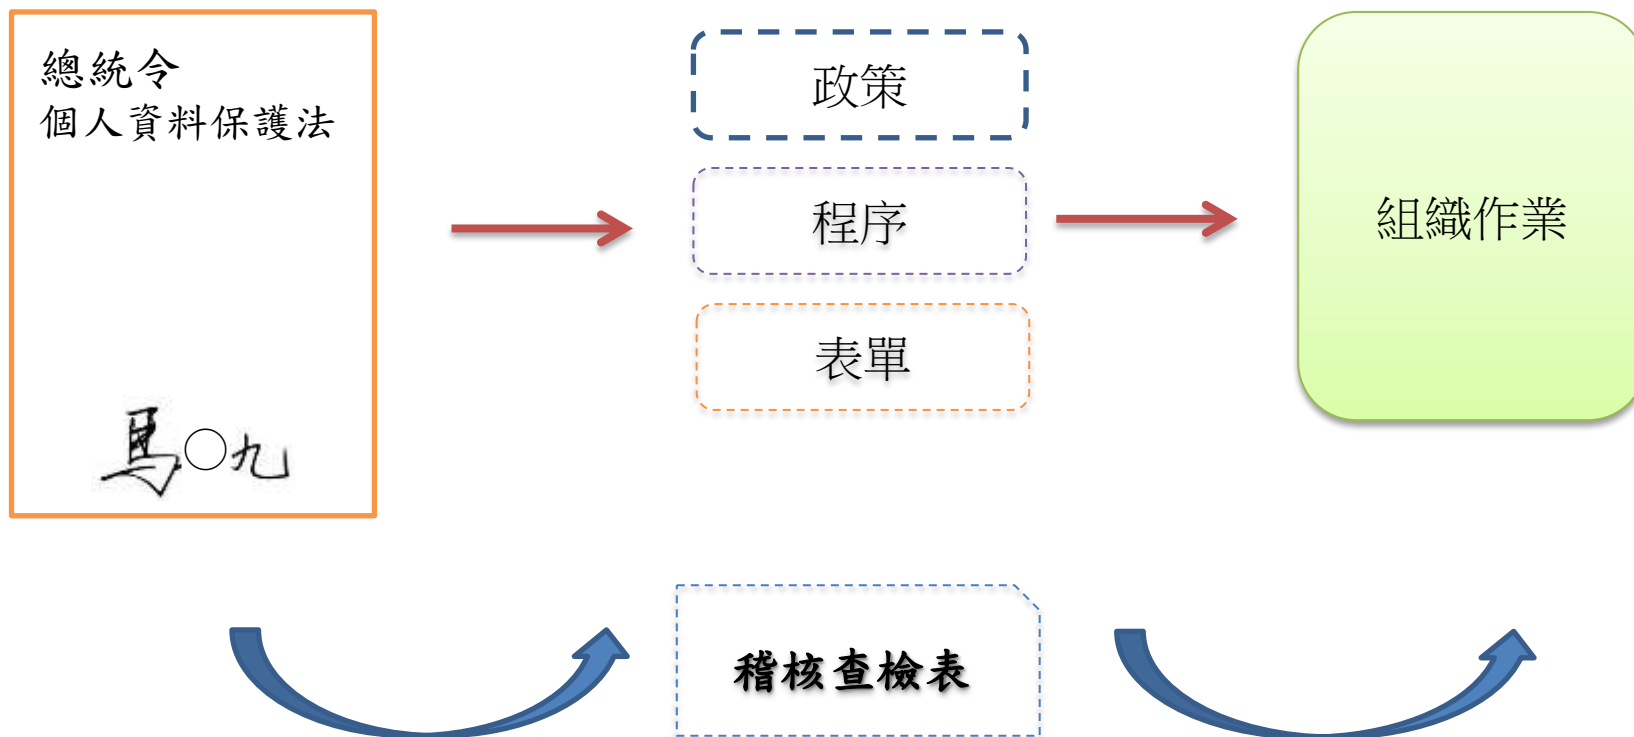 總統令
個人資料保護法
馬○九
政策
程序
表單
組織作業
稽核查檢表